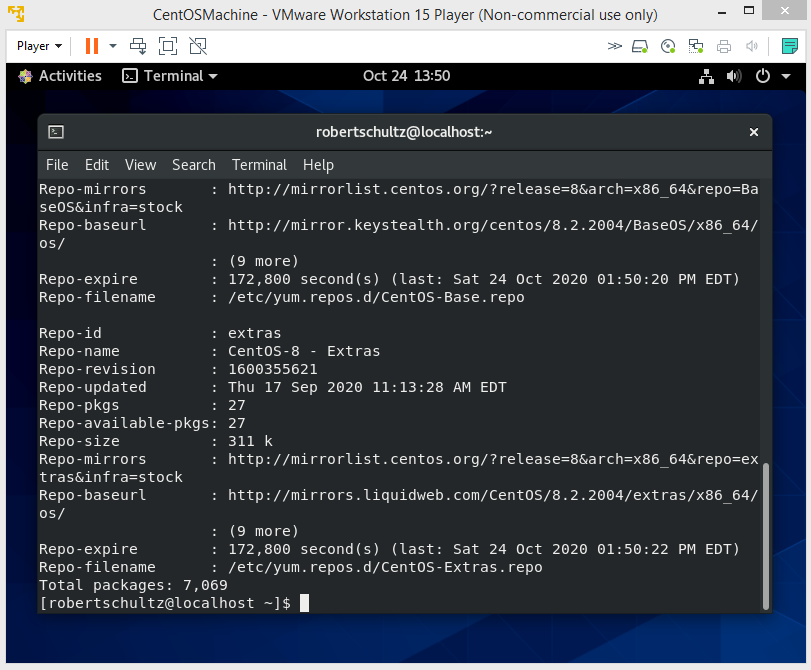 CentOSMachine - VMware Workstation 15 Player (Non-commercial use only)
Player
Activities Terminal Oct 24 13:50
robertschultz@localhost:~
File Edit View Search Terminal Help
Repo-mirrors : http://mirrorlist.centos.org/?release=8&arch=x86_64&repo=Ba
seOS&infra=stock
Repo-baseurl : http://mirror.keystealth.org/centos/8.2.2004/BaseOS/x86_64/
os/
: (9 more)
Repo-expire : 172,800 second(s) (last: Sat 24 Oct 2020 01:50:20 PM EDT)
Repo-filename : /etc/yum.repos.d/CentOS-Base.repo
Repo-id : extras
Repo-name : CentOS-8 - Extras
Repo-revision : 1600355621
Repo-updated : Thu 17 Sep 2020 11:13:28 AM EDT
Repo-pkgs : 27
Repo-available-pkgs: 27
Repo-size : 311 k
Repo-mirrors : http://mirrorlist.centos.org/?release=8&arch=x86_64&repo=ex
tras&infra=stock
Repo-baseurl : http://mirrors.liquidweb.com/CentOS/8.2.2004/extras/x86_64/
os/
: (9 more)
Repo-expire : 172,800 second(s) (last: Sat 24 Oct 2020 01:50:22 PM EDT)
Repo-filename : /etc/yum.repos.d/CentOS-Extras.repo
Total packages: 7,069
[robertschultz@localhost ~]$